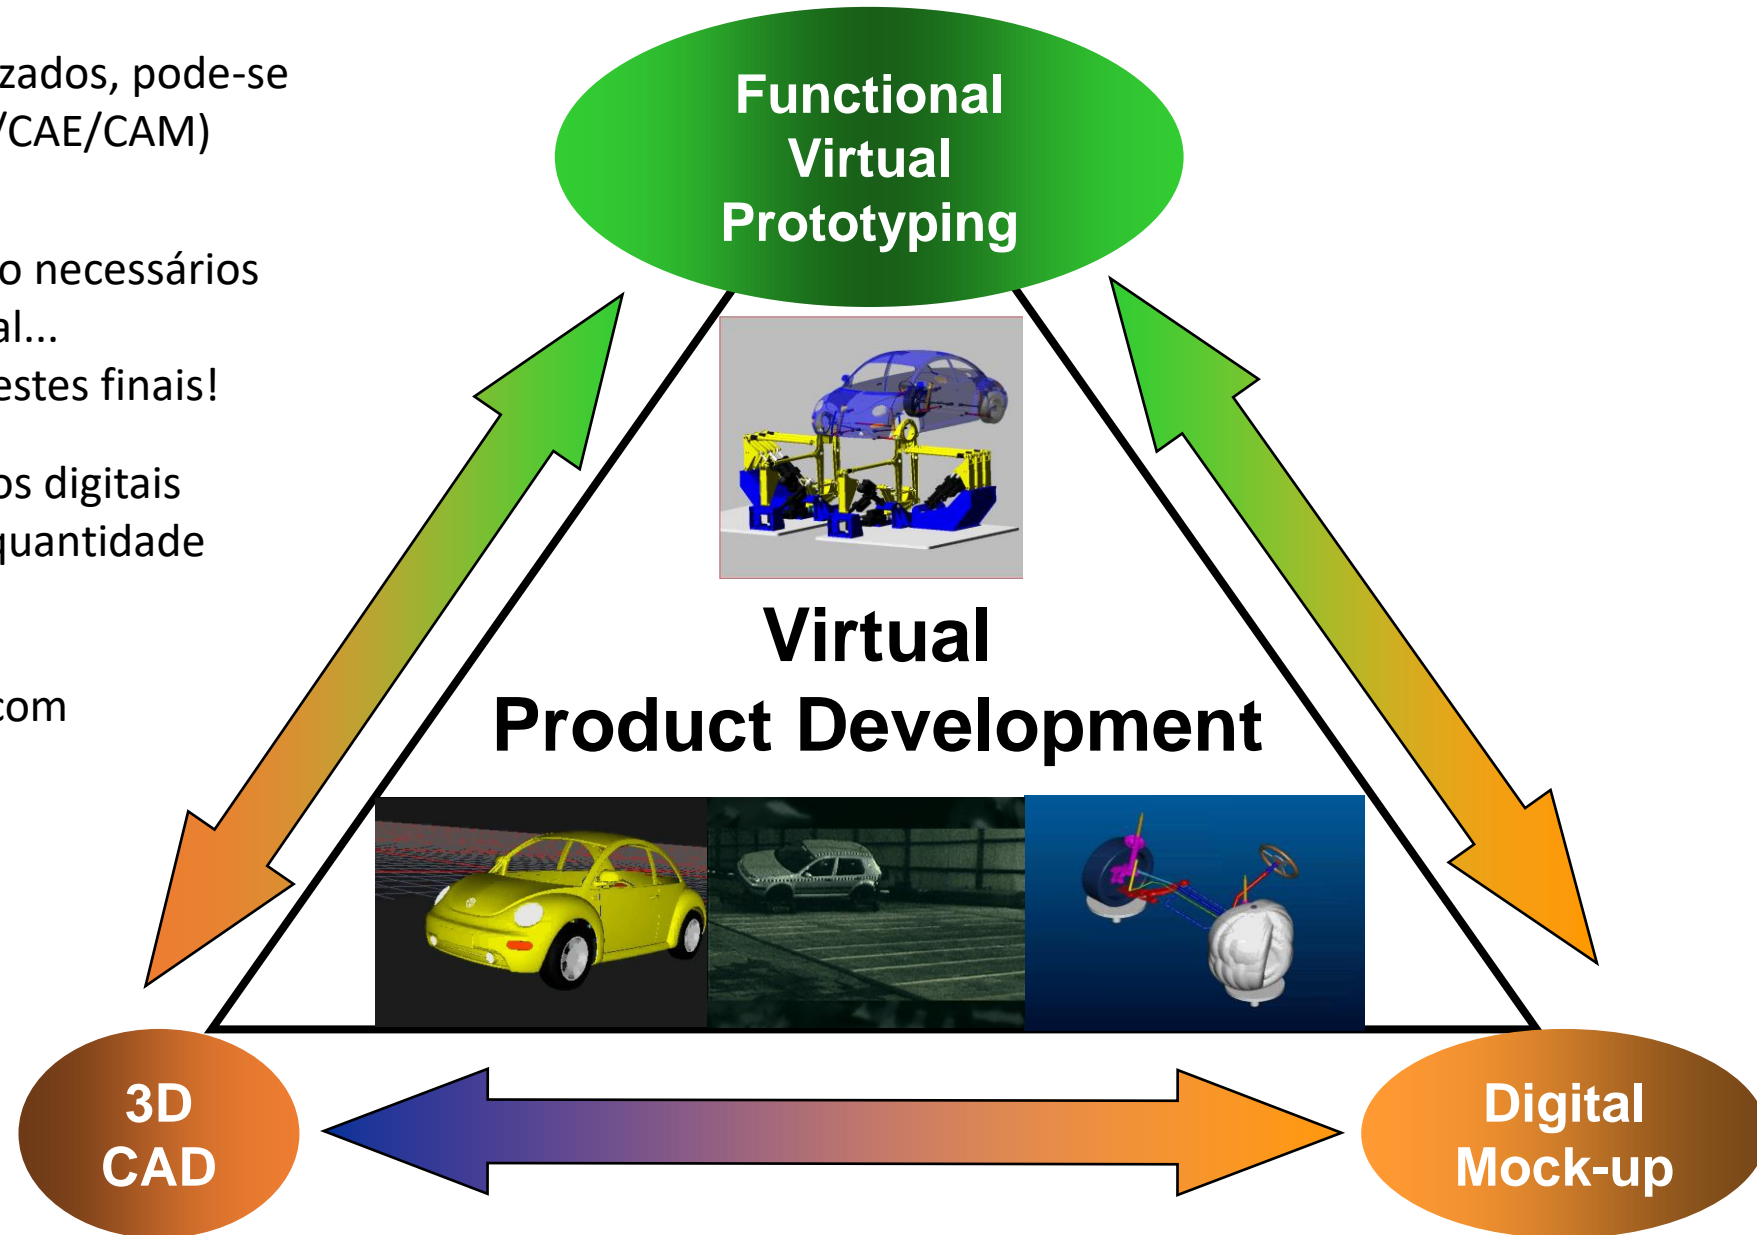 zados, pode-se
/CAE/CAM)
o necessários
al...
estes finais!
os digitais
quantidade
com
Functional
Virtual
Prototyping
Virtual
Product Development
3D
CAD
Digital
Mock-up